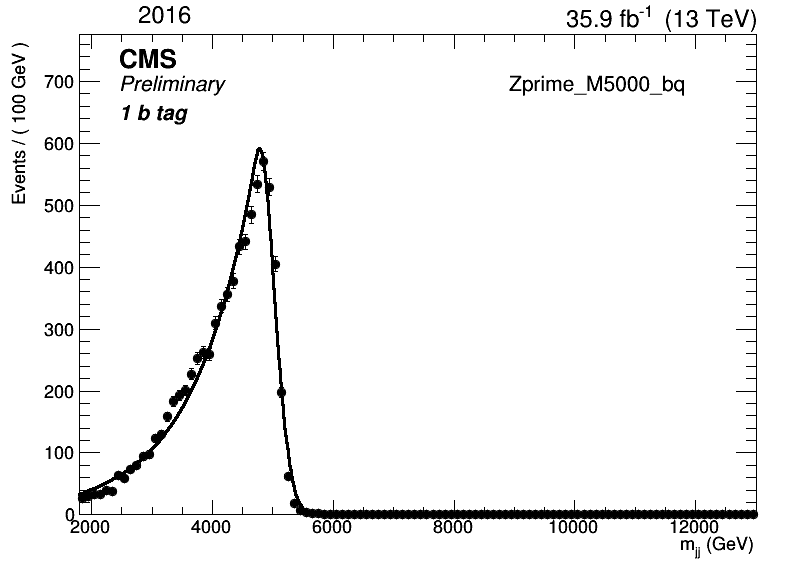 2016
35.9 fb⁻¹ (13 TeV)
CMS
Preliminary
1 b tag
Zprime_M5000_bq
Events / ( 100 GeV )
700
600
500
400
300
200
100
0
2000 4000 6000 8000 10000 12000
m_jj (GeV)